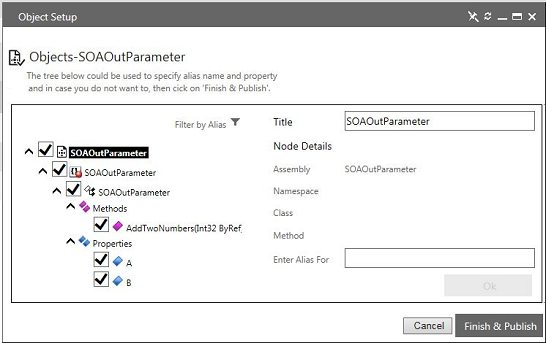 Object Setup
Objects-SOAOutParameter
The tree below could be used to specify alias name and property
and in case you do not want to, then cick on 'Finish & Publish'.
Filter by Alias
SOAOutParameter
SOAOutParameter
SOAOutParameter
Methods
AddTwoNumbers(Int32 ByRef,
Properties
A
B
Title
SOAOutParameter
Node Details
Assembly
SOAOutParameter
Namespace
Class
Method
Enter Alias For
Ok
Cancel
Finish & Publish